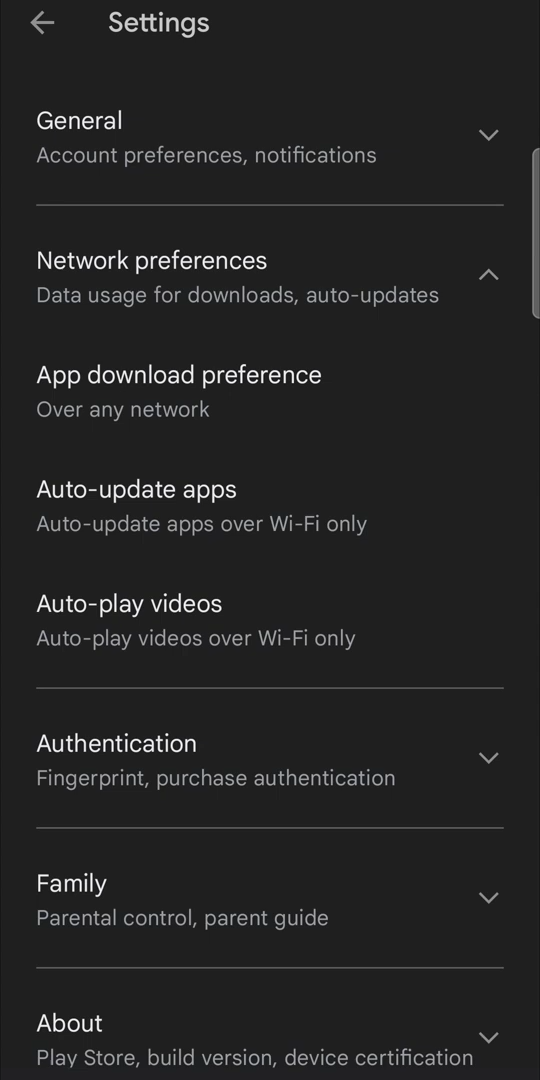 Settings
General
Account preferences, notifications
Network preferences
Data usage for downloads, auto-updates
App download preference
Over any network
Auto-update apps
Auto-update apps over Wi-Fi only
Auto-play videos
Auto-play videos over Wi-Fi only
Authentication
Fingerprint, purchase authentication
Family
Parental control, parent guide
About
Play Store, build version, device certification